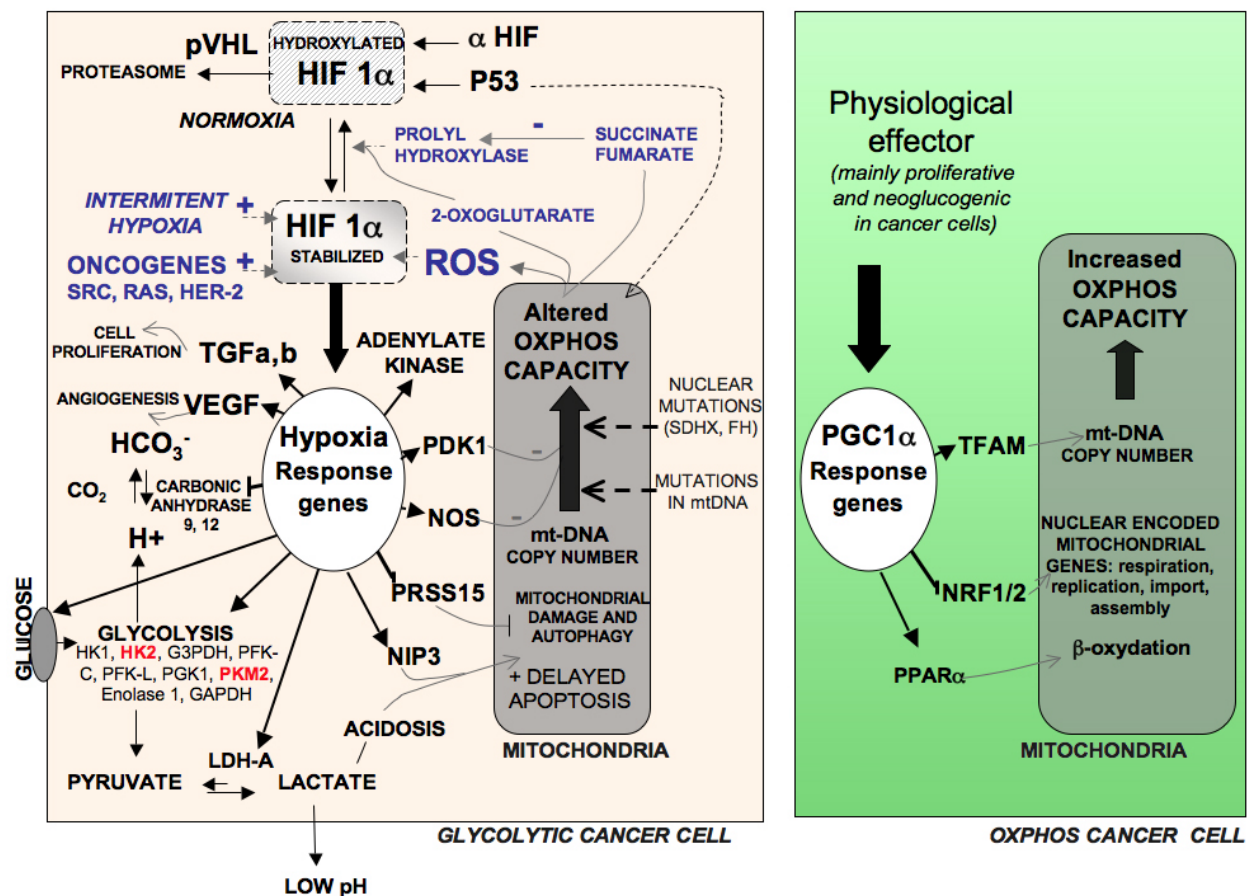 pVHL
HYDROXYLATED
HIF 1α
α HIF
P53
PROTEASOME
NORMOXIA
PROLYL
HYDROXYLASE
-
SUCCINATE
FUMARATE
INTERMITENT
HYPOXIA
+
HIF 1α
STABILIZED
2-OXOGLUTARATE
ONCOGENES
+
SRC, RAS, HER-2
ROS
CELL
PROLIFERATION
TGFa,b
ADENYLATE
KINASE
Altered
OXPHOS
CAPACITY
ANGIOGENESIS
VEGF
NUCLEAR
MUTATIONS
(SDHX, FH)
HCO3-
Hypoxia
Response
genes
PDK1
-
CO2
CARBONIC
ANHYDRASE
9, 12
MUTATIONS
IN mtDNA
NOS
-
H+
mt-DNA
COPY NUMBER
PRSS15
MITOCHONDRIAL
DAMAGE AND
AUTOPHAGY
GLUCOSE
GLYCOLYSIS
HK1, HK2, G3PDH, PFK-
C, PFK-L, PGK1, PKM2,
Enolase 1, GAPDH
NIP3
+ DELAYED
APOPTOSIS
ACIDOSIS
MITOCHONDRIA
LDH-A
PYRUVATE
LACTATE
GLYCOLYTIC CANCER CELL
LOW pH
Physiological
effector
(mainly proliferative
and neoglucogenic
in cancer cells)
Increased
OXPHOS
CAPACITY
PGC1α
Response
genes
TFAM
mt-DNA
COPY NUMBER
NUCLEAR ENCODED
MITOCHONDRIAL
GENES: respiration,
replication, import,
assembly
NRF1/2
PPARα
β-oxydation
MITOCHONDRIA
OXPHOS CANCER CELL